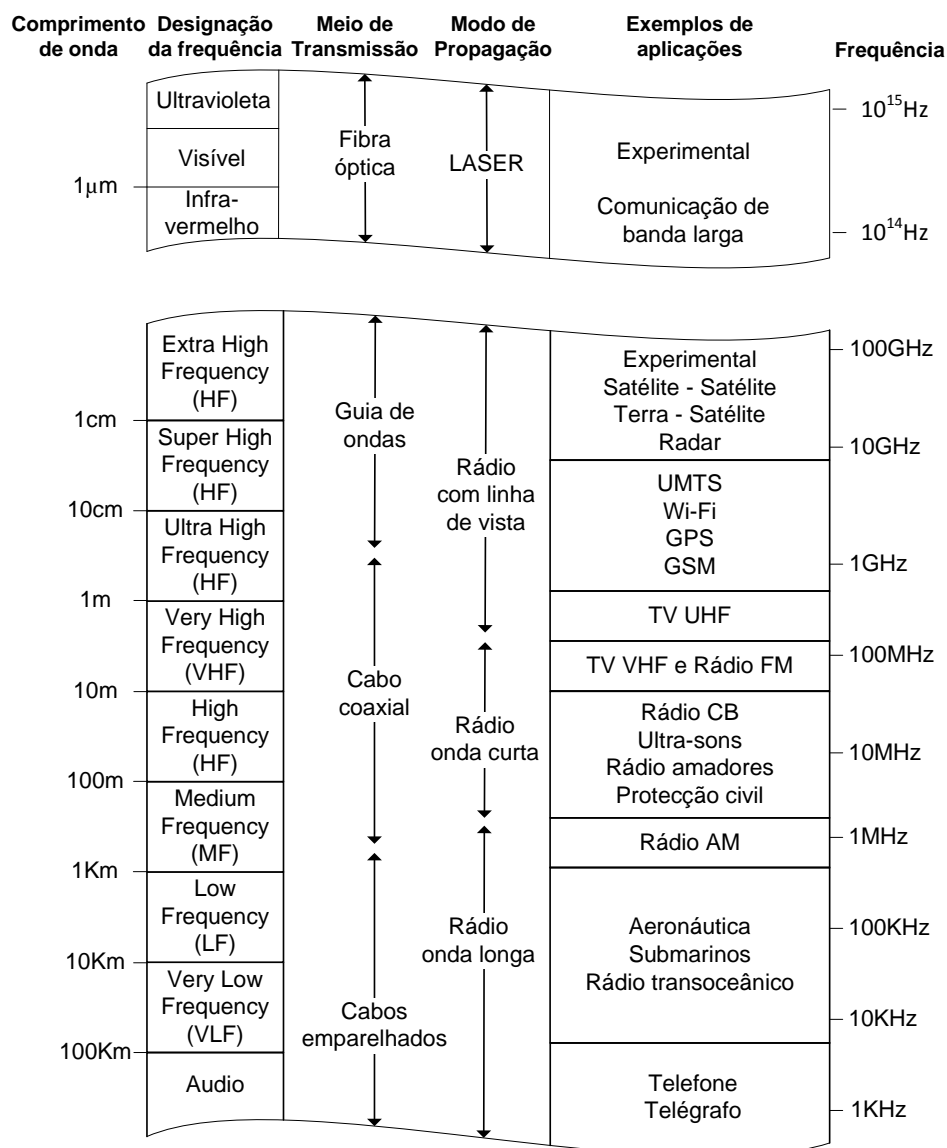 Comprimento de onda
Designação da frequência
Meio de Transmissão
Modo de Propagação
Exemplos de aplicações
Frequência
Ultravioleta
Visível
Infra-
vermelho
1μm
Fibra
óptica
LASER
Experimental
Comunicação de
banda larga
10¹⁵Hz
10¹⁴Hz
Extra High
Frequency
(HF)
1cm
Super High
Frequency
(HF)
10cm
Ultra High
Frequency
(HF)
1m
Very High
Frequency
(VHF)
10m
High
Frequency
(HF)
100m
Medium
Frequency
(MF)
1Km
Low
Frequency
(LF)
10Km
Very Low
Frequency
(VLF)
100Km
Audio
Guia de
ondas
Cabo
coaxial
Cabos
emparelhados
Rádio
com linha
de vista
Rádio
onda curta
Rádio
onda longa
Experimental
Satélite - Satélite
Terra - Satélite
Radar
UMTS
Wi-Fi
GPS
GSM
TV UHF
TV VHF e Rádio FM
Rádio CB
Ultra-sons
Rádio amadores
Protecção civil
Rádio AM
Aeronáutica
Submarinos
Rádio transoceânico
Telefone
Telégrafo
100GHz
10GHz
1GHz
100MHz
10MHz
1MHz
100KHz
10KHz
1KHz